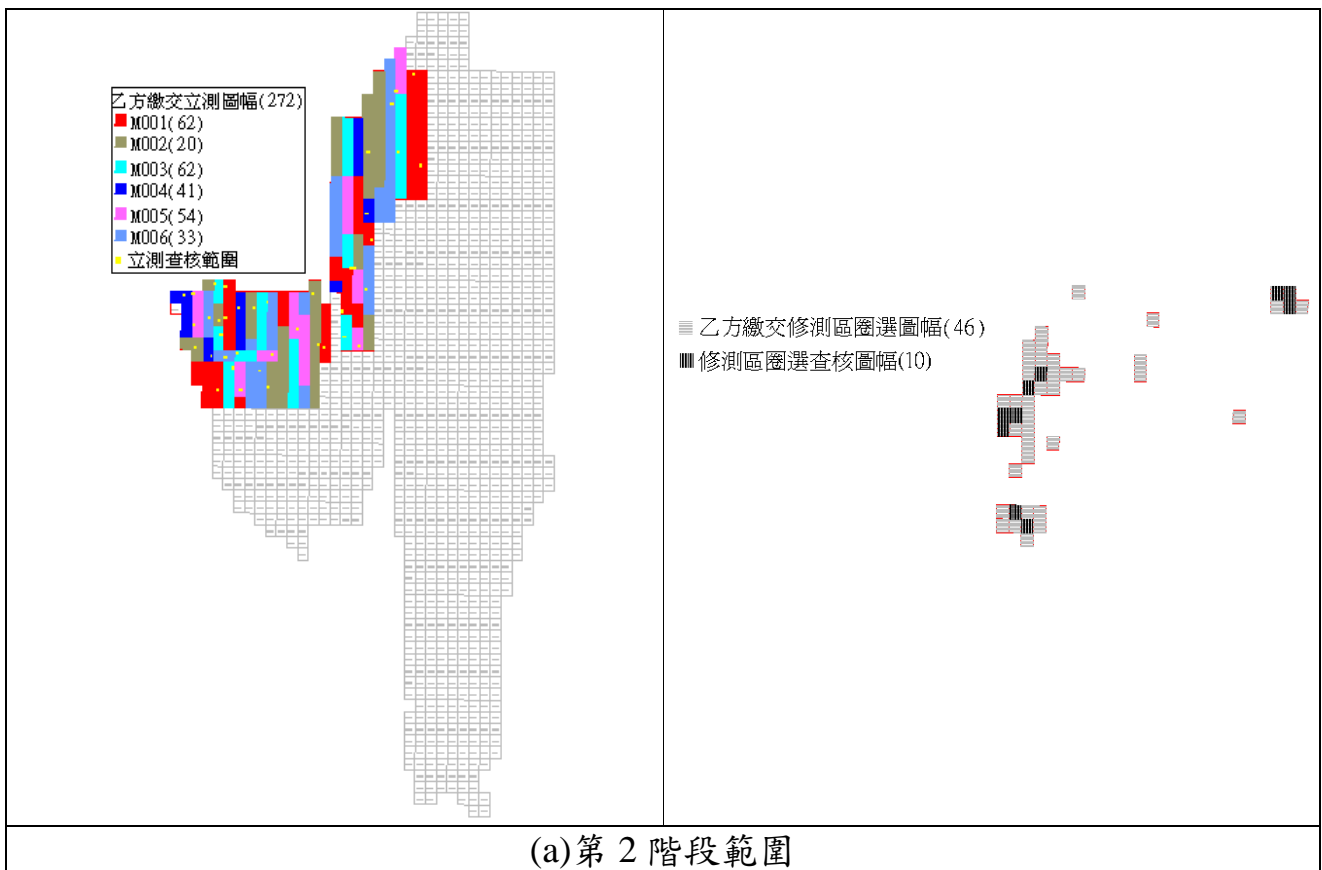 乙方繳交立測圖幅(272)
M001(62)
M002(20)
M003(62)
M004(41)
M005(54)
M006(33)
立測查核範圍
乙方繳交修測區圈選圖幅(46)
修測區圈選查核圖幅(10)
(a)第 2 階段範圍